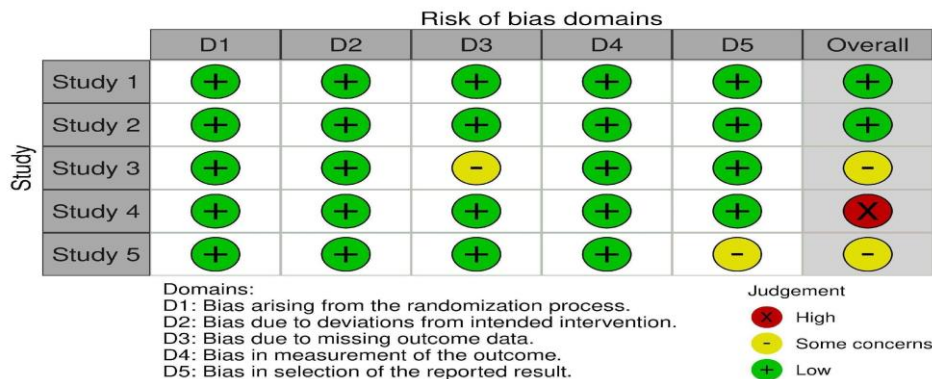 Risk of bias domains
D1 D2 D3 D4 D5 Overall
Study
Study 1 + + + + + +
Study 2 + + + + + +
Study 3 + + - + + -
Study 4 + + + + + X
Study 5 + + + + - -
Domains:
D1: Bias arising from the randomization process.
D2: Bias due to deviations from intended intervention.
D3: Bias due to missing outcome data.
D4: Bias in measurement of the outcome.
D5: Bias in selection of the reported result.
Judgement
X High
- Some concerns
+ Low